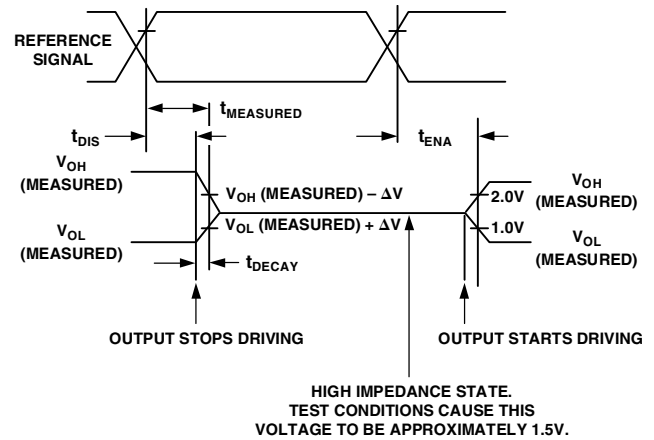 REFERENCE
SIGNAL
tMEASURED
tDIS
tENA
VOH
(MEASURED)
VOH (MEASURED) – ΔV
2.0V
VOH
(MEASURED)
VOL
(MEASURED)
VOL (MEASURED) + ΔV
1.0V
VOL
(MEASURED)
tDECAY
OUTPUT STOPS DRIVING
OUTPUT STARTS DRIVING
HIGH IMPEDANCE STATE.
TEST CONDITIONS CAUSE THIS
VOLTAGE TO BE APPROXIMATELY 1.5V.